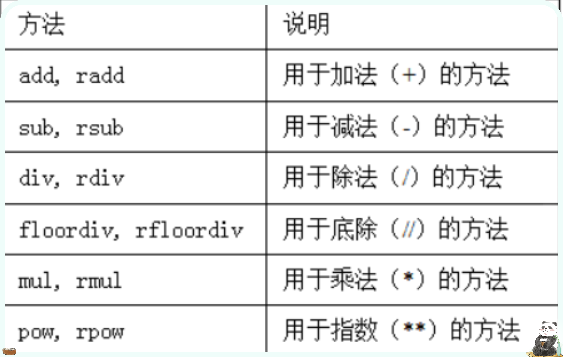 方法 说明
add, radd 用于加法（+）的方法
sub, rsub 用于减法（-）的方法
div, rdiv 用于除法（/）的方法
floordiv, rfloordiv 用于底除（//）的方法
mul, rmul 用于乘法（*）的方法
pow, rpow 用于指数（**）的方法